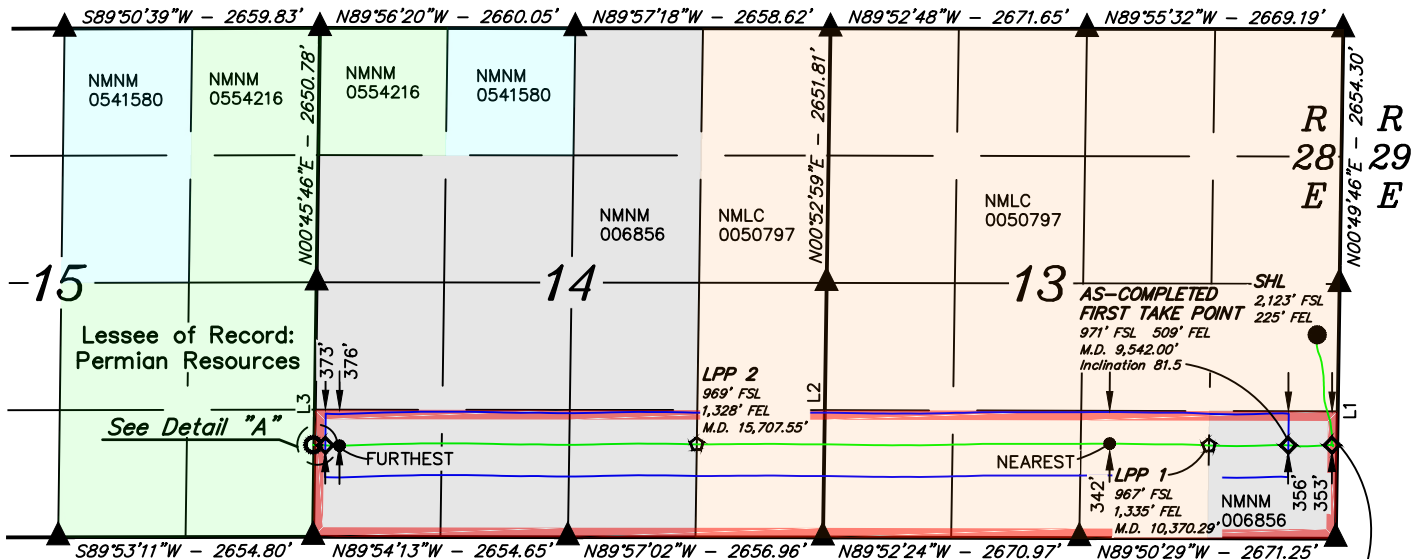 S89°50'39"W - 2659.83'
N89°56'20"W - 2660.05'
N89°57'18"W - 2658.62'
N89°52'48"W - 2671.65'
N89°55'32"W - 2669.19'
NMNM
0541580
NMNM
0554216
N00°45'46"E - 2650.78'
NMNM
0554216
NMNM
0541580
N00°52'59"E - 2651.81'
R
28
E
N00°49'46"E - 2654.30'
R
29
E
NMNM
006856
NMLC
0050797
NMLC
0050797
15
14
13
AS-COMPLETED
FIRST TAKE POINT
971' FSL 509' FEL
M.D. 9,542.00'
Inclination 81.5
SHL
2,123' FSL
225' FEL
Lessee of Record:
Permian Resources
373'
376'
L3
LPP 2
969' FSL
1,328' FEL
M.D. 15,707.55'
L2
L1
See Detail "A"
FURTHEST
NEAREST
342'
LPP 1
967' FSL
1,335' FEL
M.D. 10,370.29'
356'
353'
NMNM
006856
S89°53'11"W - 2654.80'
N89°54'13"W - 2654.65'
N89°57'02"W - 2656.96'
N89°52'24"W - 2670.97'
N89°50'29"W - 2671.25'